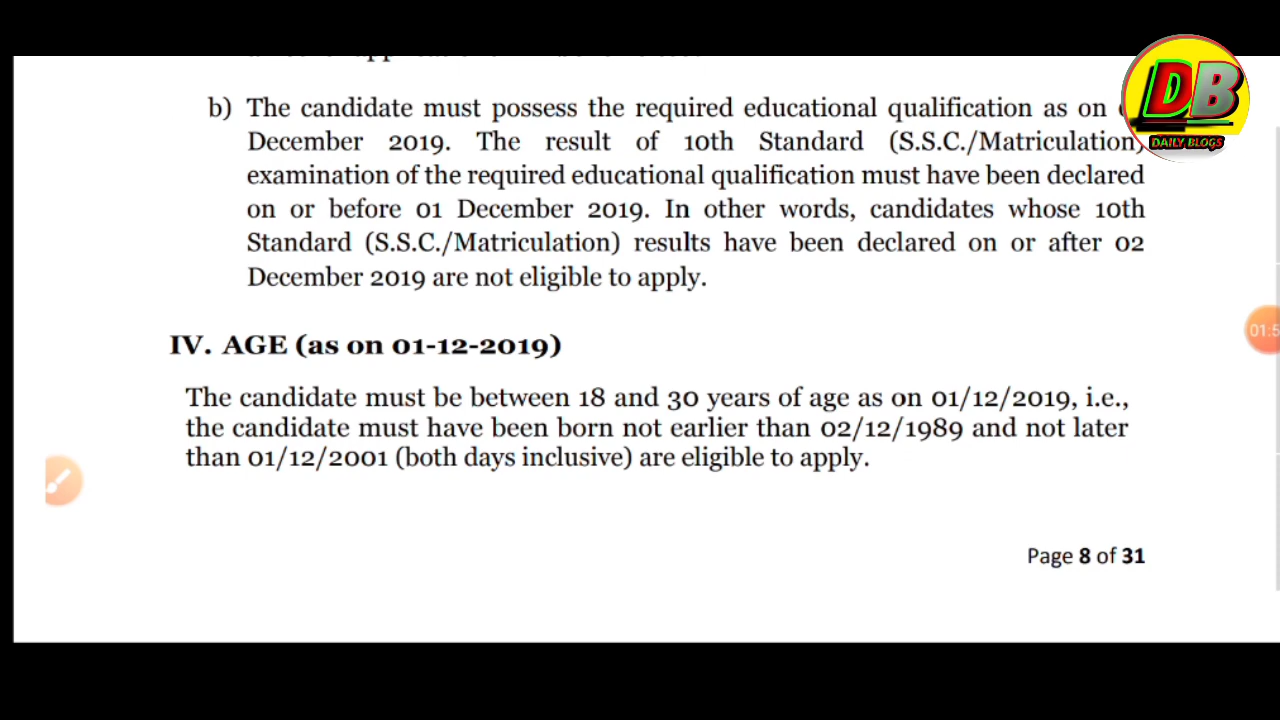 b) The candidate must possess the required educational qualification as on
December 2019. The result of 10th Standard (S.S.C./Matriculation)
examination of the required educational qualification must have been declared
on or before 01 December 2019. In other words, candidates whose 10th
Standard (S.S.C./Matriculation) results have been declared on or after 02
December 2019 are not eligible to apply.
IV. AGE (as on 01-12-2019)
The candidate must be between 18 and 30 years of age as on 01/12/2019, i.e.,
the candidate must have been born not earlier than 02/12/1989 and not later
than 01/12/2001 (both days inclusive) are eligible to apply.
Page 8 of 31
DB
DAILY BLOGS
01:5